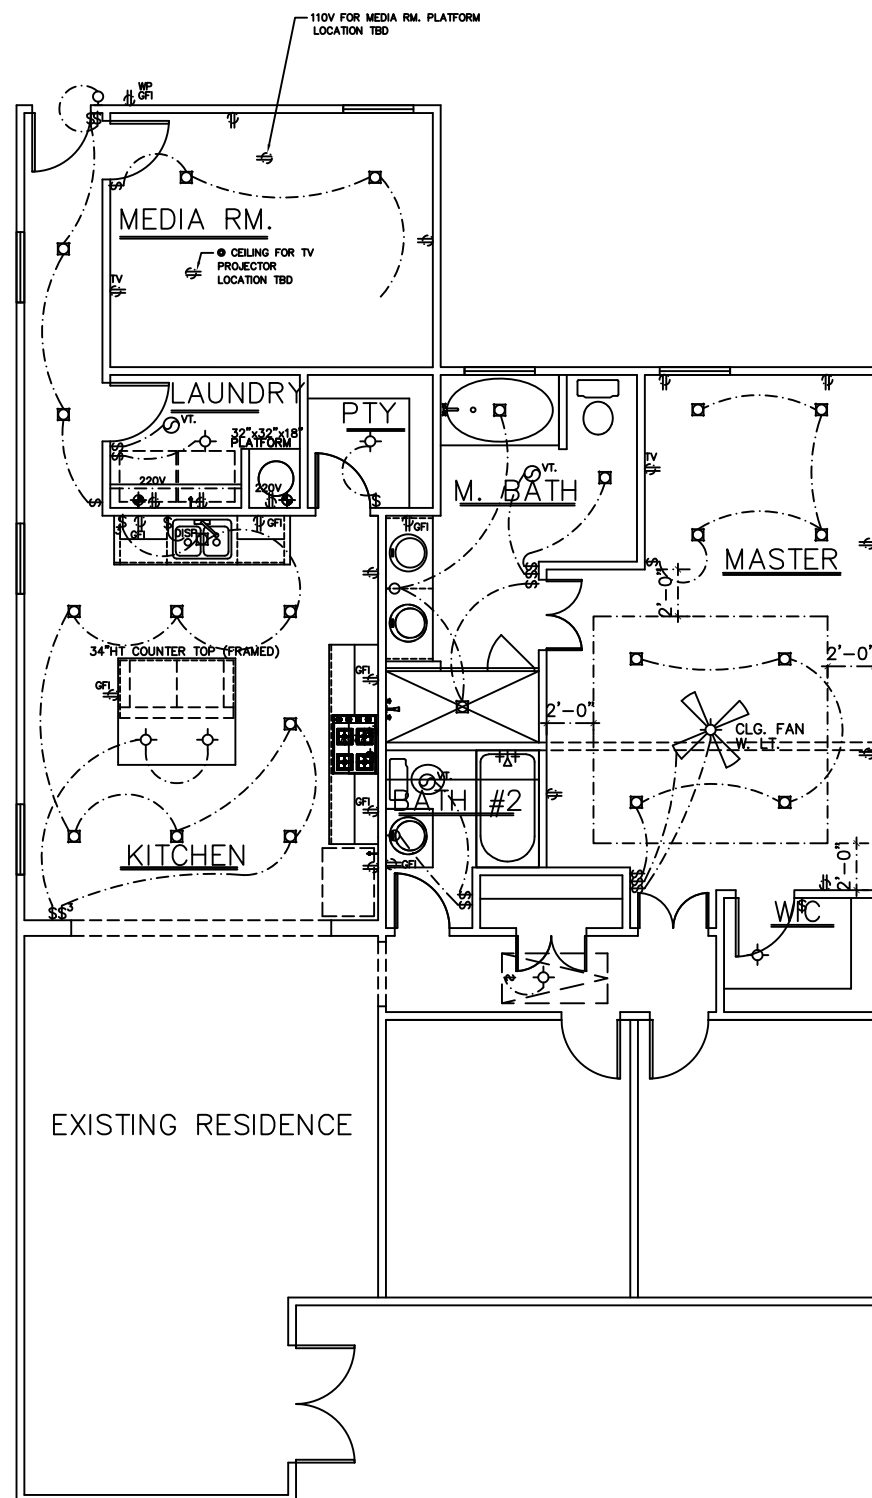 110V FOR MEDIA RM. PLATFORM
LOCATION TBD
WP
GFI
$$
MEDIA RM.
$
@ CEILING FOR TV
PROJECTOR
LOCATION TBD
TV
LAUNDRY
VT.
32"x32"x18"
PLATFORM
PTY
220V
220V
VT.
M. BATH
TV
MASTER
GFI
DISP.
GFI
GFI
2'-0"
34"HT COUNTER TOP (FRAMED)
GFI
GFI
2'-0"
2'-0"
CLG. FAN
W. LT.
VT.
BATH #2
GFI
GFI
KITCHEN
2'-0"
$$3
WIC
EXISTING RESIDENCE